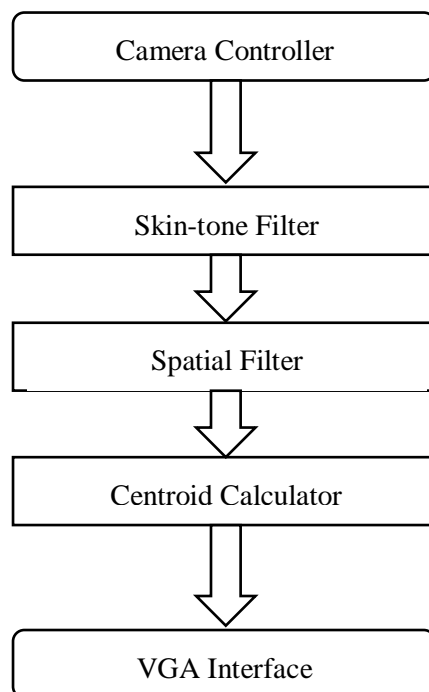 Camera Controller
Skin-tone Filter
Spatial Filter
Centroid Calculator
VGA Interface